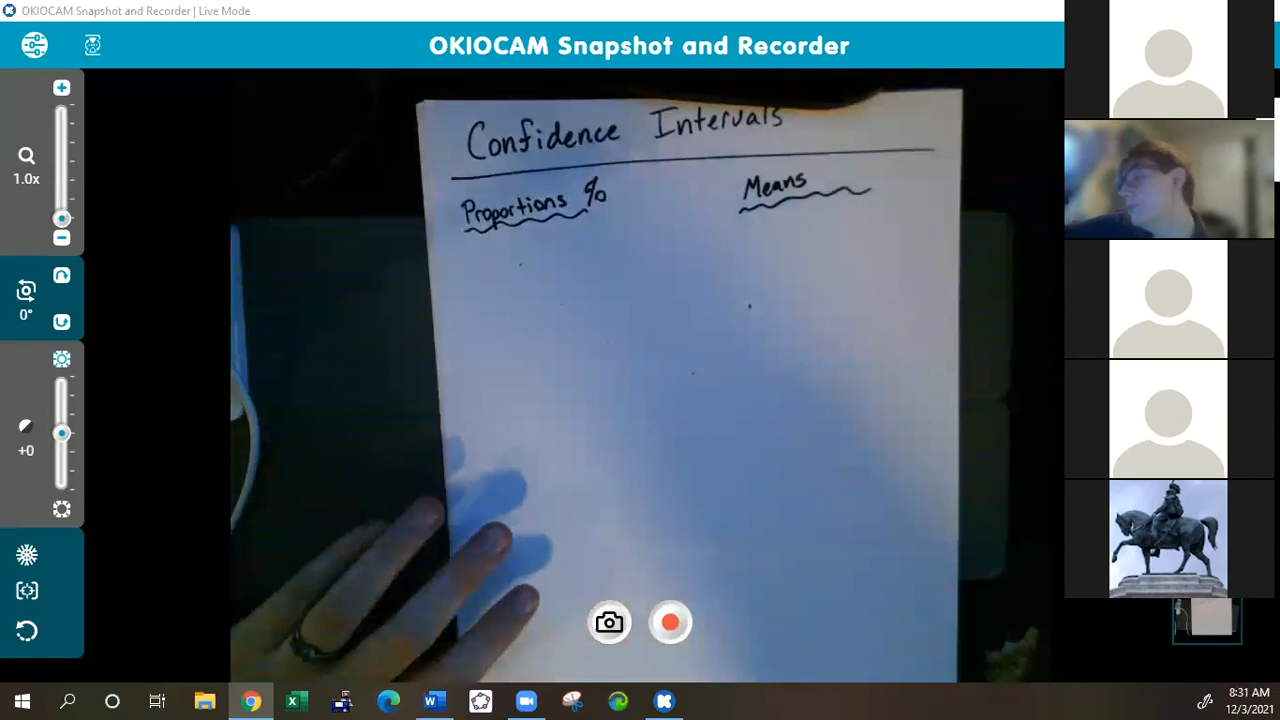 OKIOCAM Snapshot and Recorder | Live Mode
OKIOCAM Snapshot and Recorder
1.0x
0°
+0
Confidence Intervals
Proportions %
Means
8:31 AM
12/3/2021